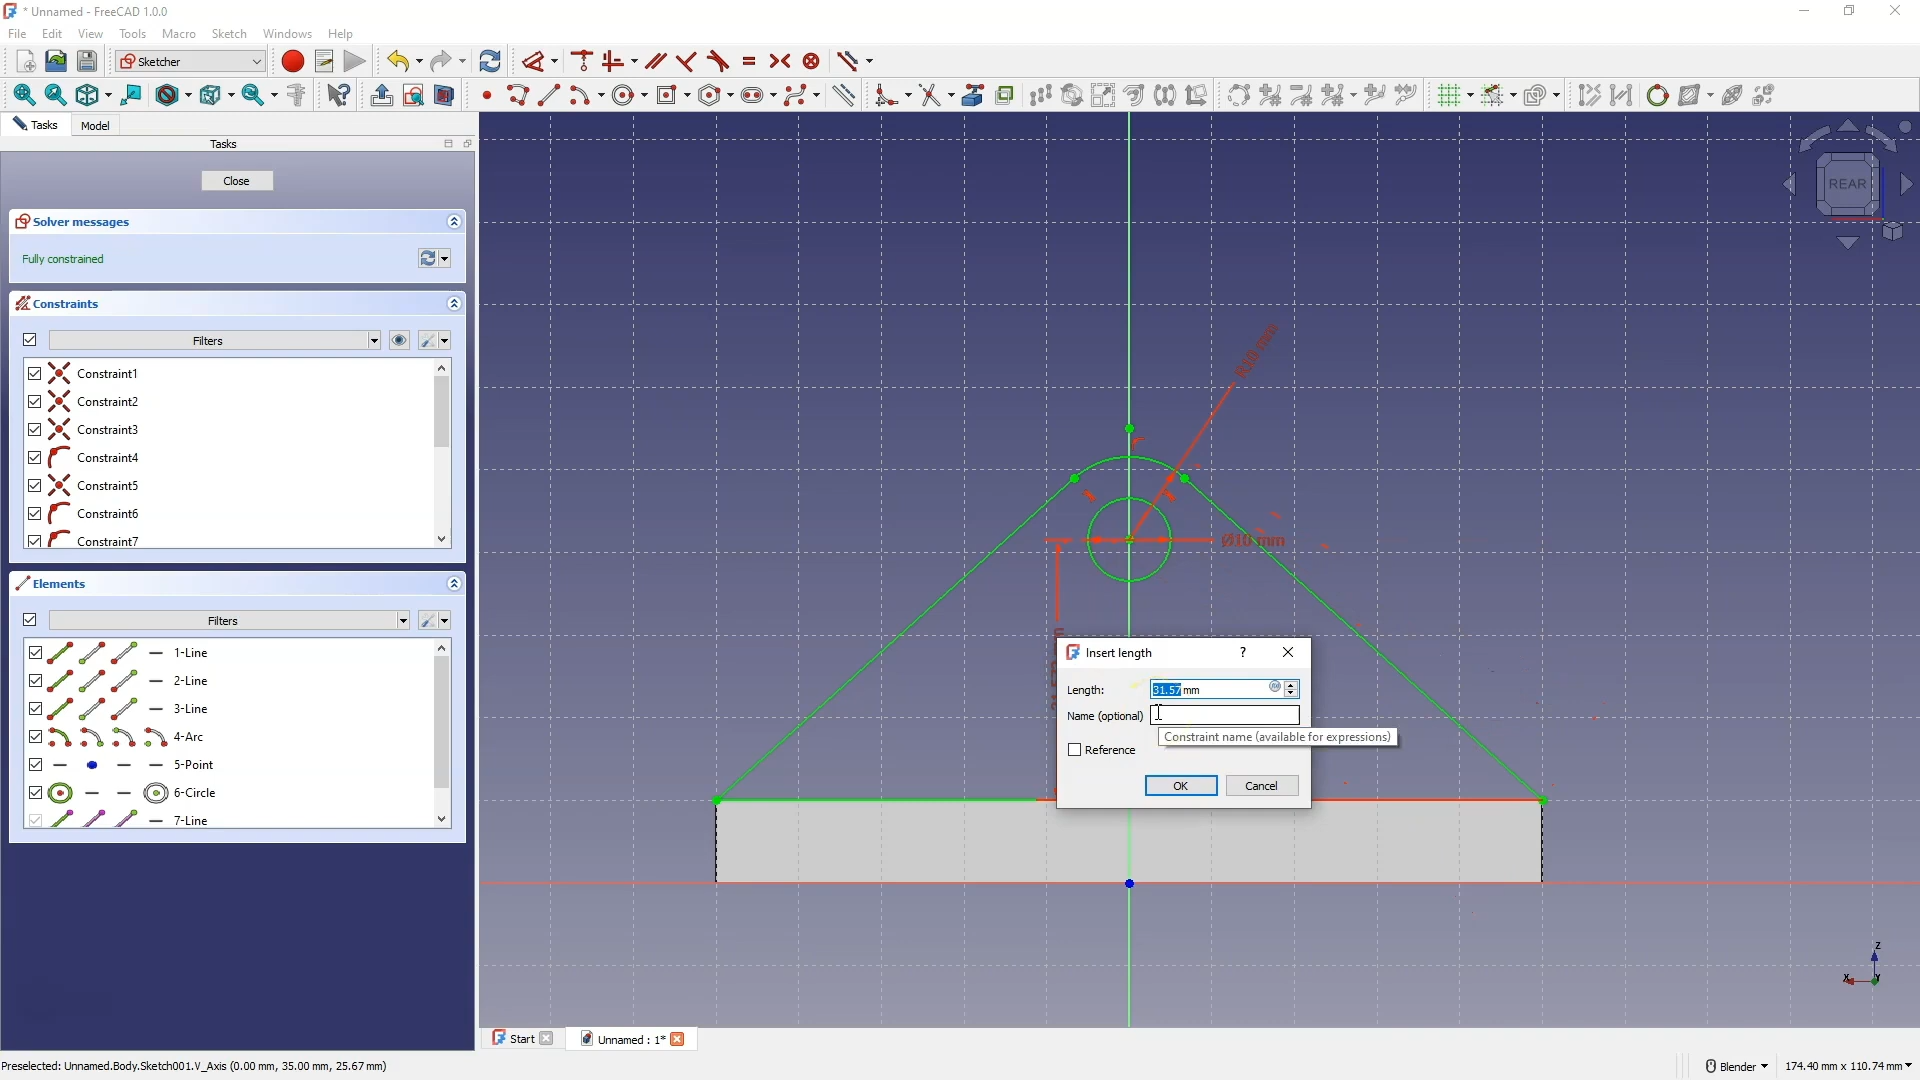 * Unnamed - FreeCAD 1.0.0
File Edit View Tools Macro Sketch Windows Help
Sketcher
Tasks Model
Tasks
Close
Solver messages
Fully constrained
Constraints
Filters
Constraint1
Constraint2
Constraint3
Constraint4
Constraint5
Constraint6
Constraint7
Elements
Filters
1-Line
2-Line
3-Line
4-Arc
5-Point
6-Circle
7-Line
REAR
Ø10 mm
Insert length
?
Length: 31.57 mm
Name (optional)
Constraint name (available for expressions)
Reference
OK Cancel
Z
X Y
Start Unnamed : 1*
Preselected: Unnamed.Body.Sketch001.V_Axis (0.00 mm, 35.00 mm, 25.67 mm)
Blender 174.40 mm x 110.74 mm